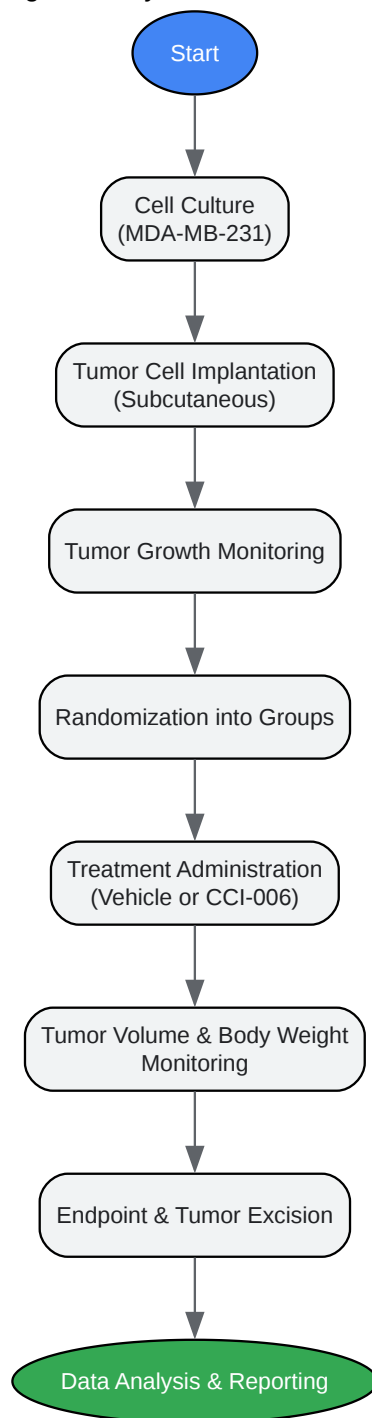 Start
Cell Culture
(MDA-MB-231)
Tumor Cell Implantation
(Subcutaneous)
Tumor Growth Monitoring
Randomization into Groups
Treatment Administration
(Vehicle or CCI-006)
Tumor Volume & Body Weight
Monitoring
Endpoint & Tumor Excision
Data Analysis & Reporting